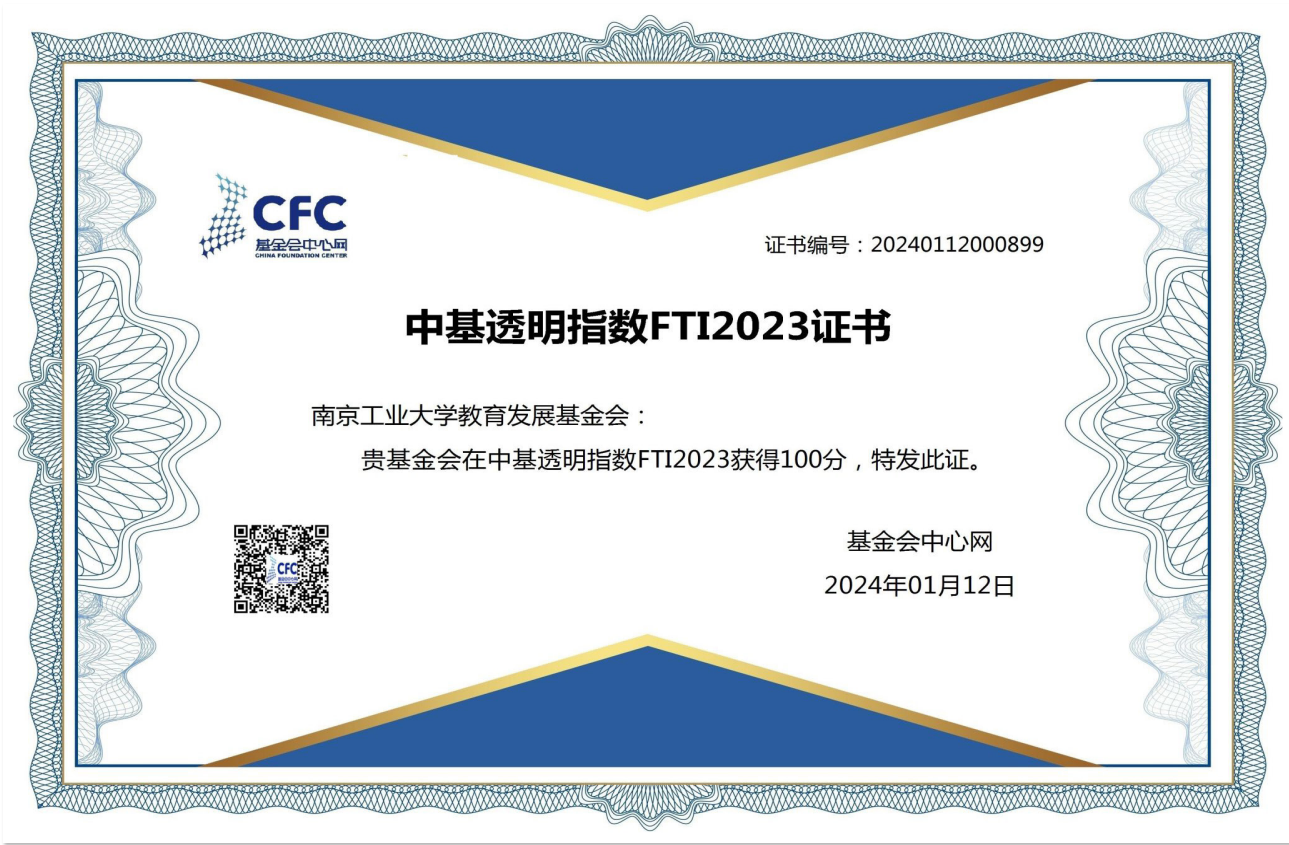 CFC
基金会中心网
CHINA FOUNDATION CENTER
证书编号：20240112000899
中基透明指数FTI2023证书
南京工业大学教育发展基金会：
贵基金会在中基透明指数FTI2023获得100分，特发此证。
CFC
基金会中心网
2024年01月12日